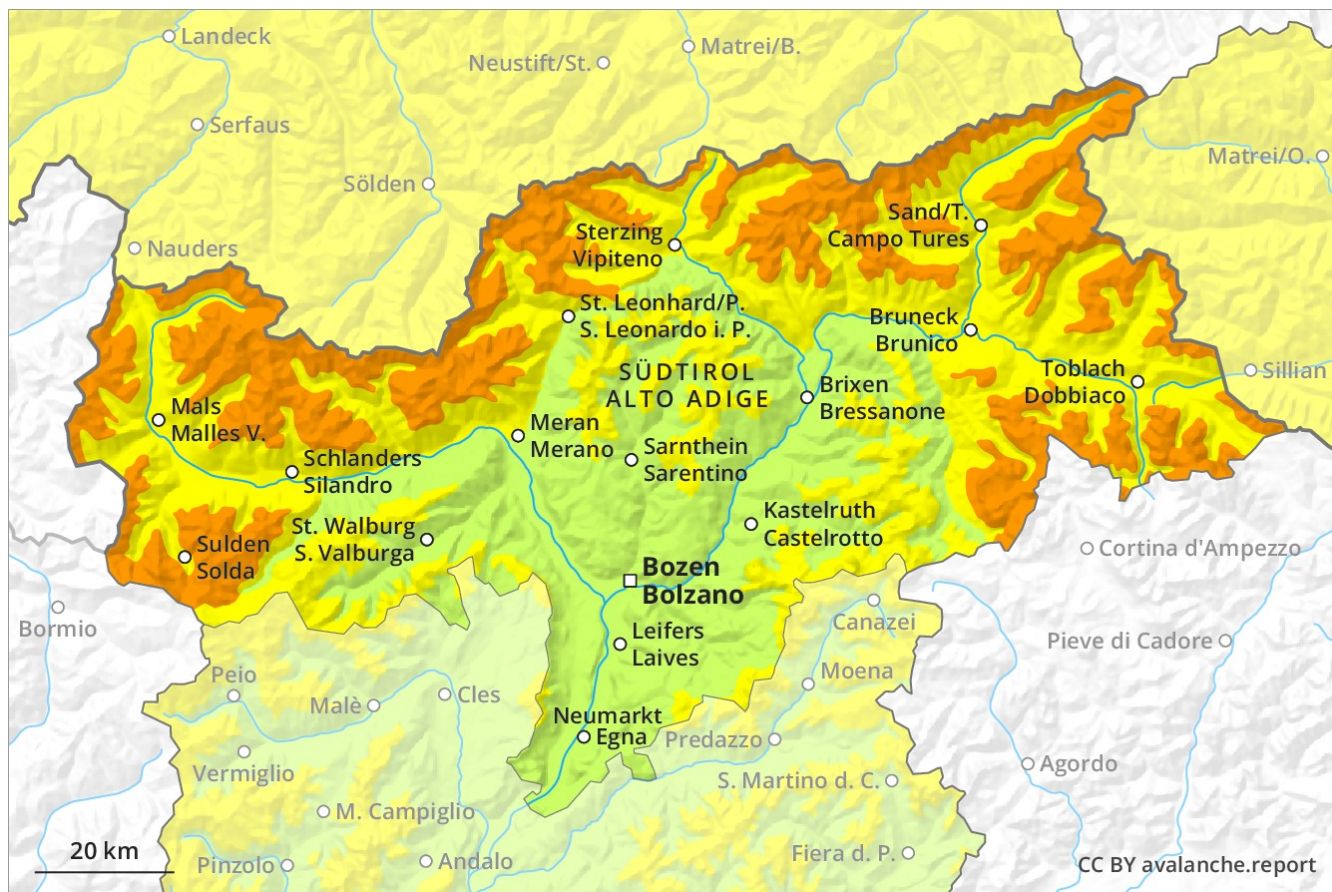 Landeck
Matrei/B.
Neustift/St.
Serfaus
Matrei/O.
Sölden
Sand/T.
Campo Tures
Sterzing
Vipiteno
Nauders
St. Leonhard/P.
S. Leonardo i. P.
Bruneck
Brunico
Toblach
Dobbiaco
Sillian
SÜDTIROL
ALTO ADIGE
Brixen
Bressanone
Mals
Malles V.
Meran
Merano
Sarnthein
Sarentino
Schlanders
Silandro
Kastelruth
Castelrotto
St. Walburg
S. Valburga
Sulden
Solda
Cortina d'Ampezzo
Bozen
Bolzano
Bormio
Canazei
Leifers
Laives
Pieve di Cadore
Peio
Moena
Malè
Cles
Neumarkt
Egna
Predazzo
Vermiglio
Agordo
S. Martino d. C.
M. Campiglio
20 km
Pinzolo
Andalo
Fiera d. P.
CC BY avalanche.report